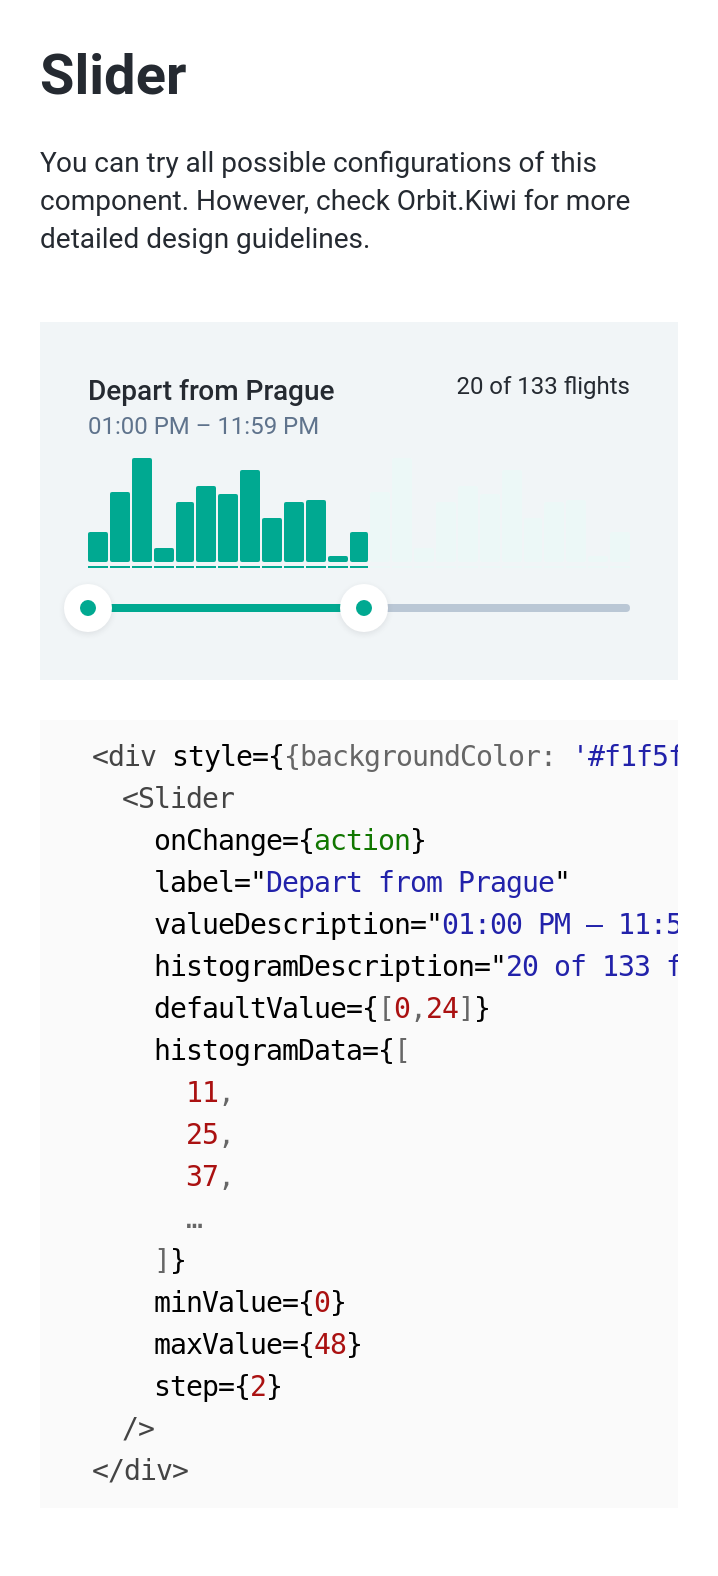 Slider
You can try all possible configurations of this
component. However, check Orbit.Kiwi for more
detailed design guidelines.
Depart from Prague
20 of 133 flights
01:00 PM – 11:59 PM
<div style={{backgroundColor: '#f1f5f
<Slider
onChange={action}
label="Depart from Prague"
valueDescription="01:00 PM – 11:5
histogramDescription="20 of 133 f
defaultValue={[0,24]}
histogramData={[
11,
25,
37,
…
]}
minValue={0}
maxValue={48}
step={2}
/>
</div>